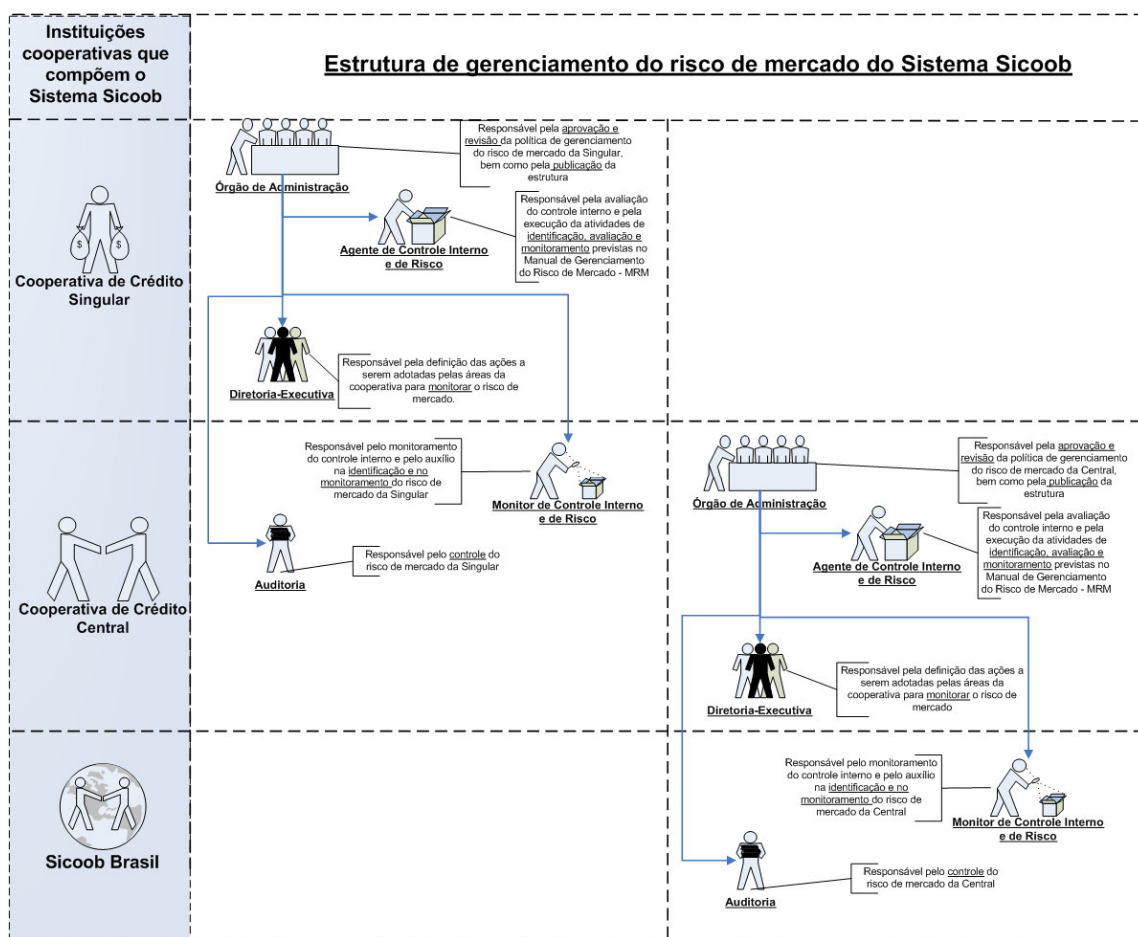 Instituições
cooperativas que
compõem o
Sistema Sicoob
Estrutura de gerenciamento do risco de mercado do Sistema Sicoob
Cooperativa de Crédito
Singular
Órgão de Administração
Responsável pela aprovação e
revisão da política de gerenciamento
do risco de mercado da Singular,
bem como pela publicação da
estrutura
$
$
Agente de Controle Interno
e de Risco
Responsável pela avaliação
do controle interno e pela
execução da atividades de
identificação, avaliação e
monitoramento previstas no
Manual de Gerenciamento
do Risco de Mercado - MRM
Diretoria-Executiva
Responsável pela definição das ações a
serem adotadas pelas áreas da
cooperativa para monitorar o risco de
mercado.
Cooperativa de Crédito
Central
Responsável pelo monitoramento
do controle interno e pelo auxílio
na identificação e no
monitoramento do risco de
mercado da Singular
Monitor de Controle Interno
e de Risco
Auditoria
Responsável pelo controle do
risco de mercado da Singular
Órgão de Administração
Responsável pela aprovação e
revisão da política de gerenciamento
do risco de mercado da Central,
bem como pela publicação da
estrutura
Agente de Controle Interno
e de Risco
Responsável pela avaliação
do controle interno e pela
execução da atividades de
identificação, avaliação e
monitoramento previstas no
Manual de Gerenciamento
do Risco de Mercado - MRM
Diretoria-Executiva
Responsável pela definição das ações a
serem adotadas pelas áreas da
cooperativa para monitorar o risco de
mercado
Sicoob Brasil
Responsável pelo monitoramento
do controle interno e pelo auxílio
na identificação e no
monitoramento do risco de
mercado da Central
Monitor de Controle Interno
e de Risco
Auditoria
Responsável pelo controle do
risco de mercado da Central